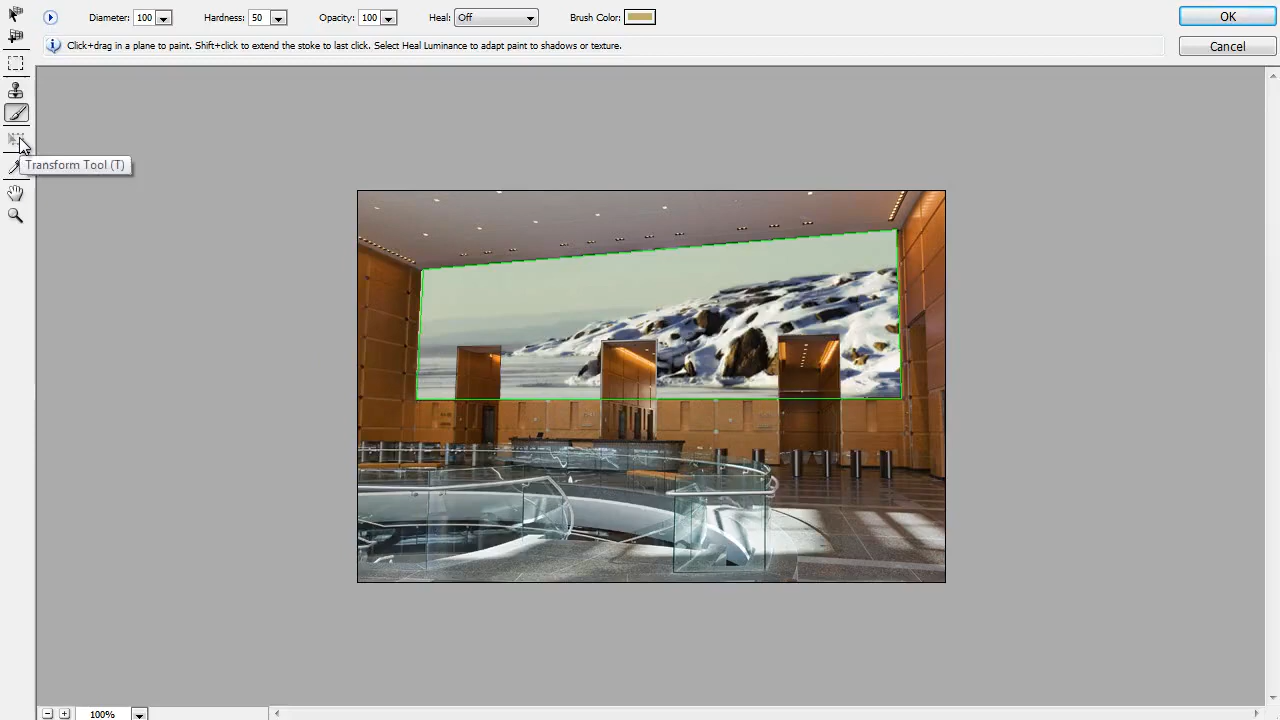 Diameter: 100 Hardness: 50 Opacity: 100 Heal: Off Brush Color: OK
Click+drag in a plane to paint. Shift+click to extend the stoke to last click. Select Heal Luminance to adapt paint to shadows or texture. Cancel
Transform Tool (T)
100%